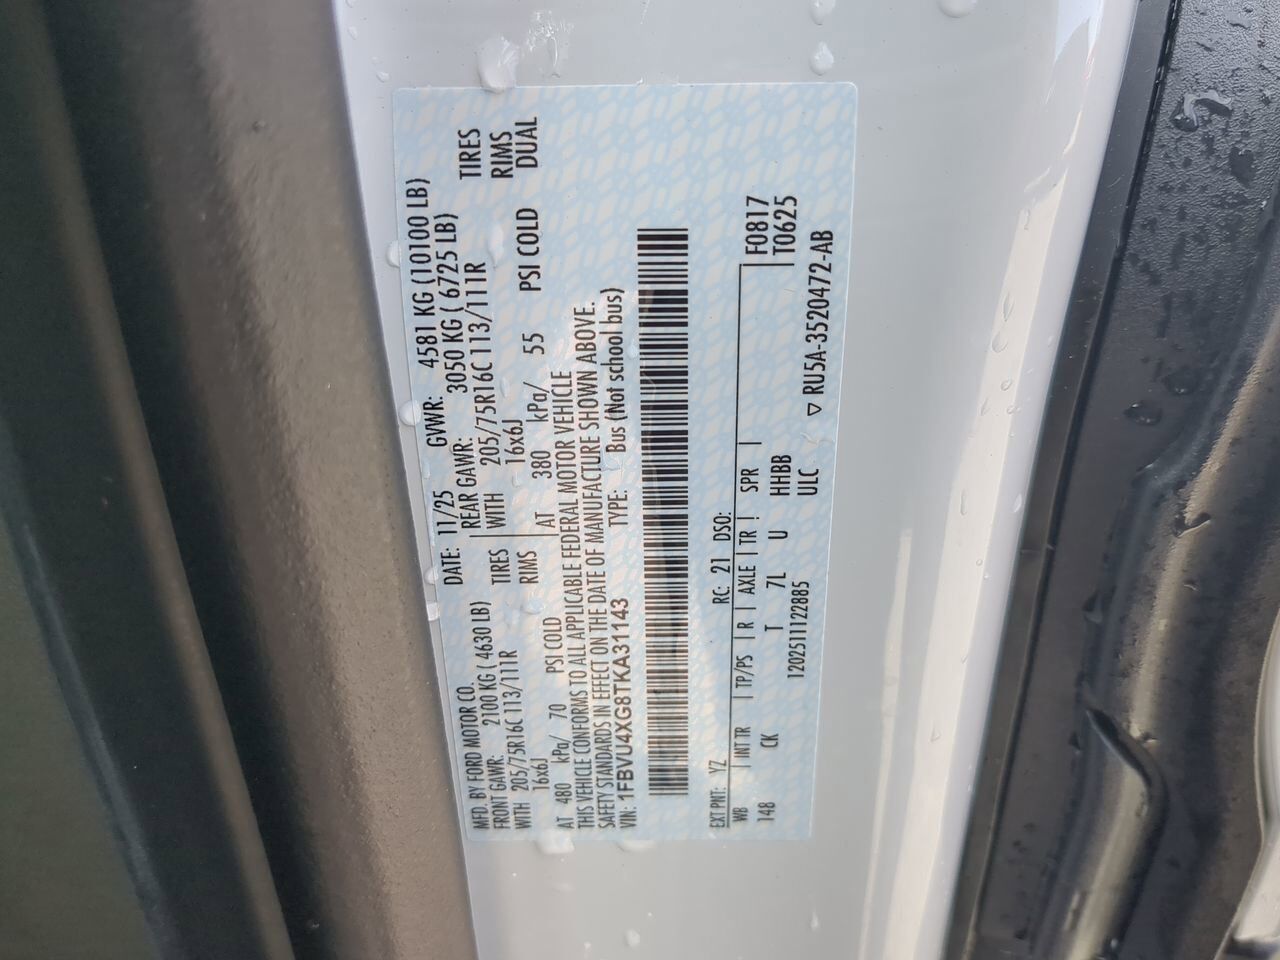 MFD. BY FORD MOTOR CO. DATE: 11/25 GVWR: 4581 KG (10100 LB)
FRONT GAWR: 2100 KG ( 4630 LB) REAR GAWR: 3050 KG ( 6725 LB)
WITH 205/75R16C 113/111R TIRES WITH 205/75R16C 113/111R TIRES
16x6J RIMS 16x6J RIMS
AT 480 kPa/ 70 PSI COLD AT 380 kPa/ 55 PSI COLD DUAL
THIS VEHICLE CONFORMS TO ALL APPLICABLE FEDERAL MOTOR VEHICLE
SAFETY STANDARDS IN EFFECT ON THE DATE OF MANUFACTURE SHOWN ABOVE.
VIN: 1FBVU4XG8TKA31143 TYPE: Bus (Not school bus)
EXT PNT: YZ RC: 21 DSO:
WB INT TR TP/PS R AXLE TR SPR F0817
148 CK T 7L U HHBB T0625
1202511122885 ULC
▽ RU5A-3520472-AB